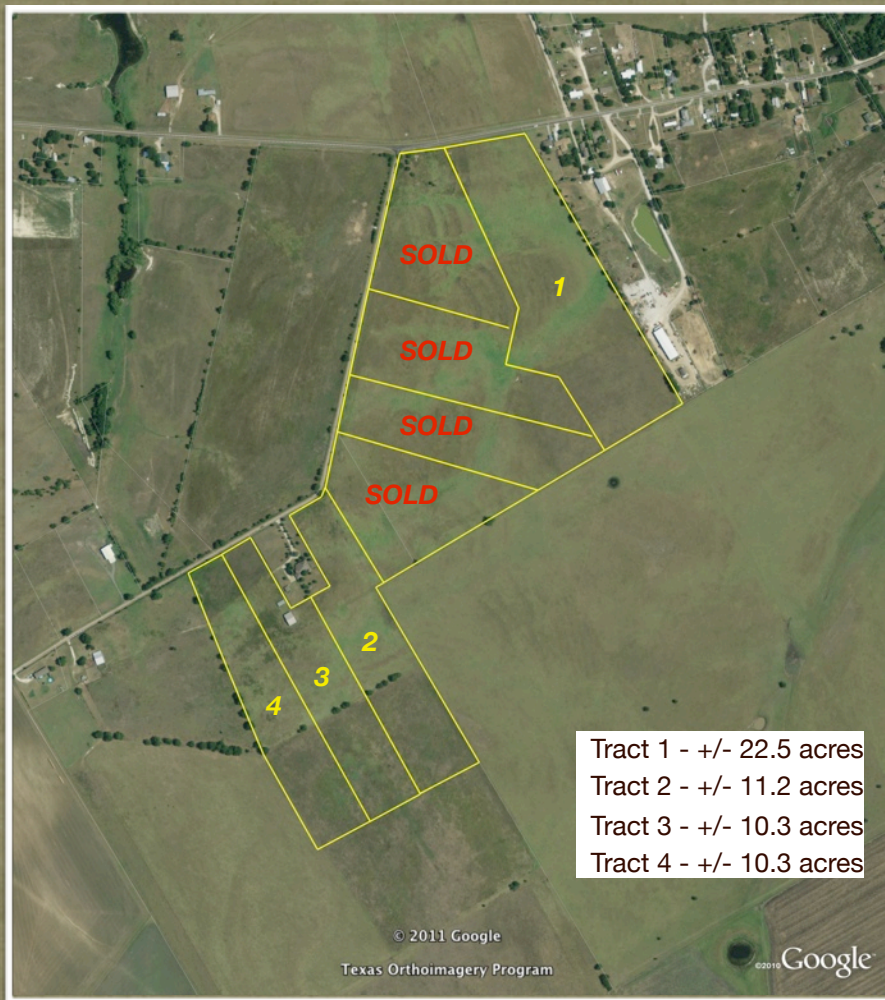 SOLD
1
SOLD
SOLD
SOLD
2
3
4
Tract 1 - +/- 22.5 acres
Tract 2 - +/- 11.2 acres
Tract 3 - +/- 10.3 acres
Tract 4 - +/- 10.3 acres
© 2011 Google
Texas Orthoimagery Program
©2010 Google